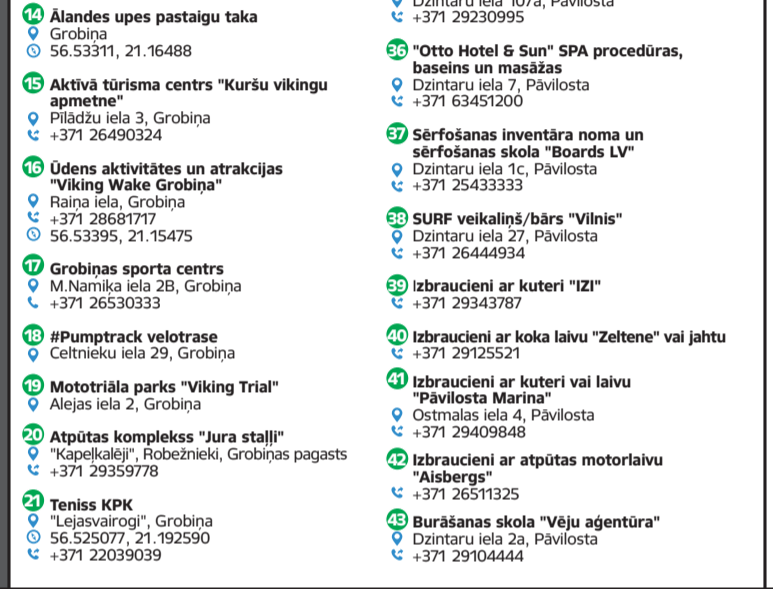 14 Ālandes upes pastaigu taka
Grobiņa
56.53311, 21.16488
15 Aktīvā tūrisma centrs "Kuršu vikingu
apmetne"
Pīlādžu iela 3, Grobiņa
+371 26490324
16 Ūdens aktivitātes un atrakcijas
"Viking Wake Grobiņa"
Raiņa iela, Grobiņa
+371 28681717
56.53395, 21.15475
17 Grobiņas sporta centrs
M.Namiķa iela 2B, Grobiņa
+371 26530333
18 #Pumptrack velotrase
Celtnieku iela 29, Grobiņa
19 Mototriāla parks "Viking Trial"
Alejas iela 2, Grobiņa
20 Atpūtas komplekss "Jura staļļi"
"Kapeļkalēji", Robežnieki, Grobiņas pagasts
+371 29359778
21 Teniss KPK
"Lejasvairogi", Grobiņa
56.525077, 21.192590
+371 22039039
Dzintaru iela 107a, Pāvilosta
+371 29230995
36 "Otto Hotel & Sun" SPA procedūras,
baseins un masāžas
Dzintaru iela 7, Pāvilosta
+371 63451200
37 Sērfošanas inventāra noma un
sērfošanas skola "Boards LV"
Dzintaru iela 1c, Pāvilosta
+371 25433333
38 SURF veikaliņš/bārs "Vilnis"
Dzintaru iela 27, Pāvilosta
+371 26444934
39 Izbraucieni ar kuteri "IZI"
+371 29343787
40 Izbraucieni ar koka laivu "Zeltene" vai jahtu
+371 29125521
41 Izbraucieni ar kuteri vai laivu
"Pāvilosta Marina"
Ostmalas iela 4, Pāvilosta
+371 29409848
42 Izbraucieni ar atpūtas motorlaivu
"Aisbergs"
+371 26511325
43 Burāšanas skola "Vēju aģentūra"
Dzintaru iela 2a, Pāvilosta
+371 29104444